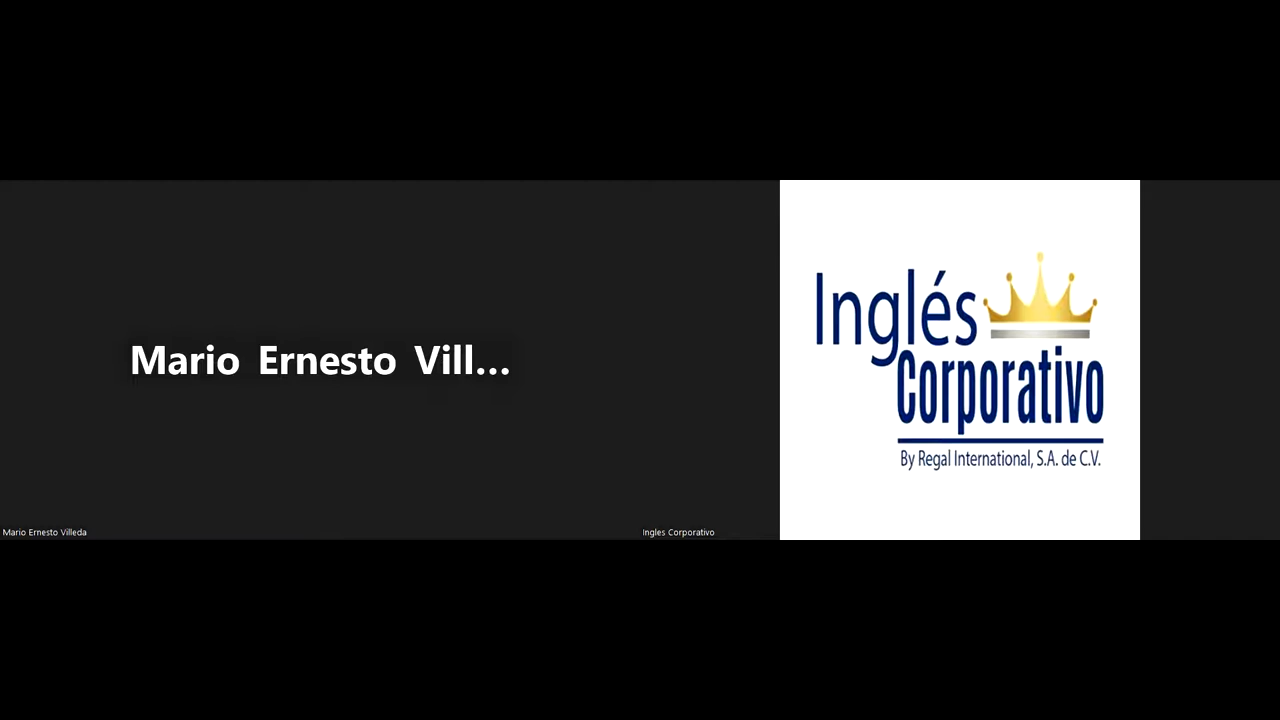 Mario Ernesto Vill...
Mario Ernesto Villeda
Inglés
Corporativo
By Regal International, S.A. de C.V.
Ingles Corporativo